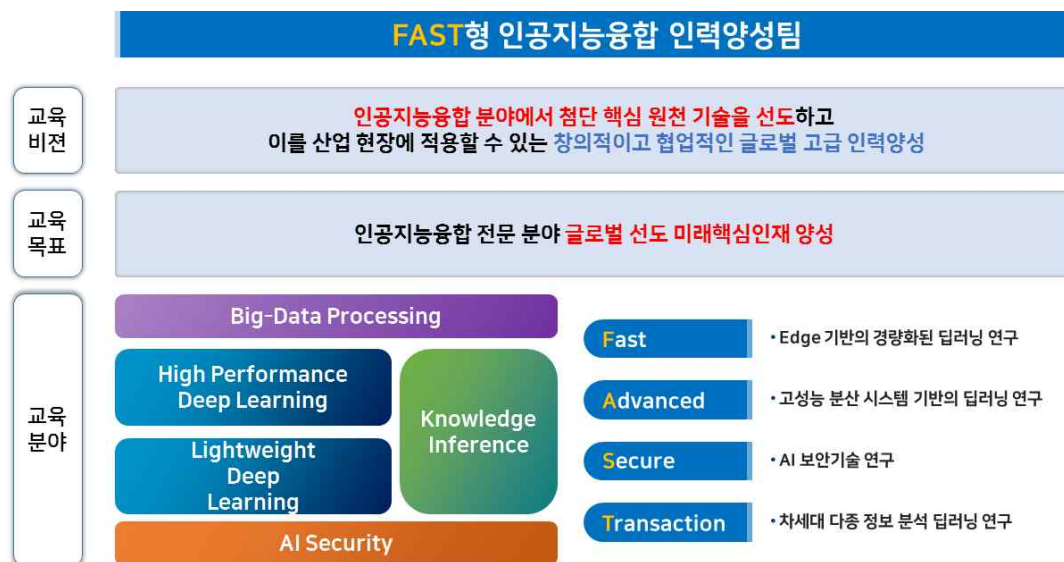 FAST형 인공지능융합 인력양성팀
교육
비젼
인공지능융합 분야에서 첨단 핵심 원천 기술을 선도하고
이를 산업 현장에 적용할 수 있는 창의적이고 협업적인 글로벌 고급 인력양성
교육
목표
인공지능융합 전문 분야 글로벌 선도 미래핵심인재 양성
교육
분야
Big-Data Processing
High Performance
Deep Learning
Lightweight
Deep
Learning
Knowledge
Inference
AI Security
Fast
• Edge 기반의 경량화된 딥러닝 연구
Advanced
• 고성능 분산 시스템 기반의 딥러닝 연구
Secure
• AI 보안기술 연구
Transaction
• 차세대 다종 정보 분석 딥러닝 연구